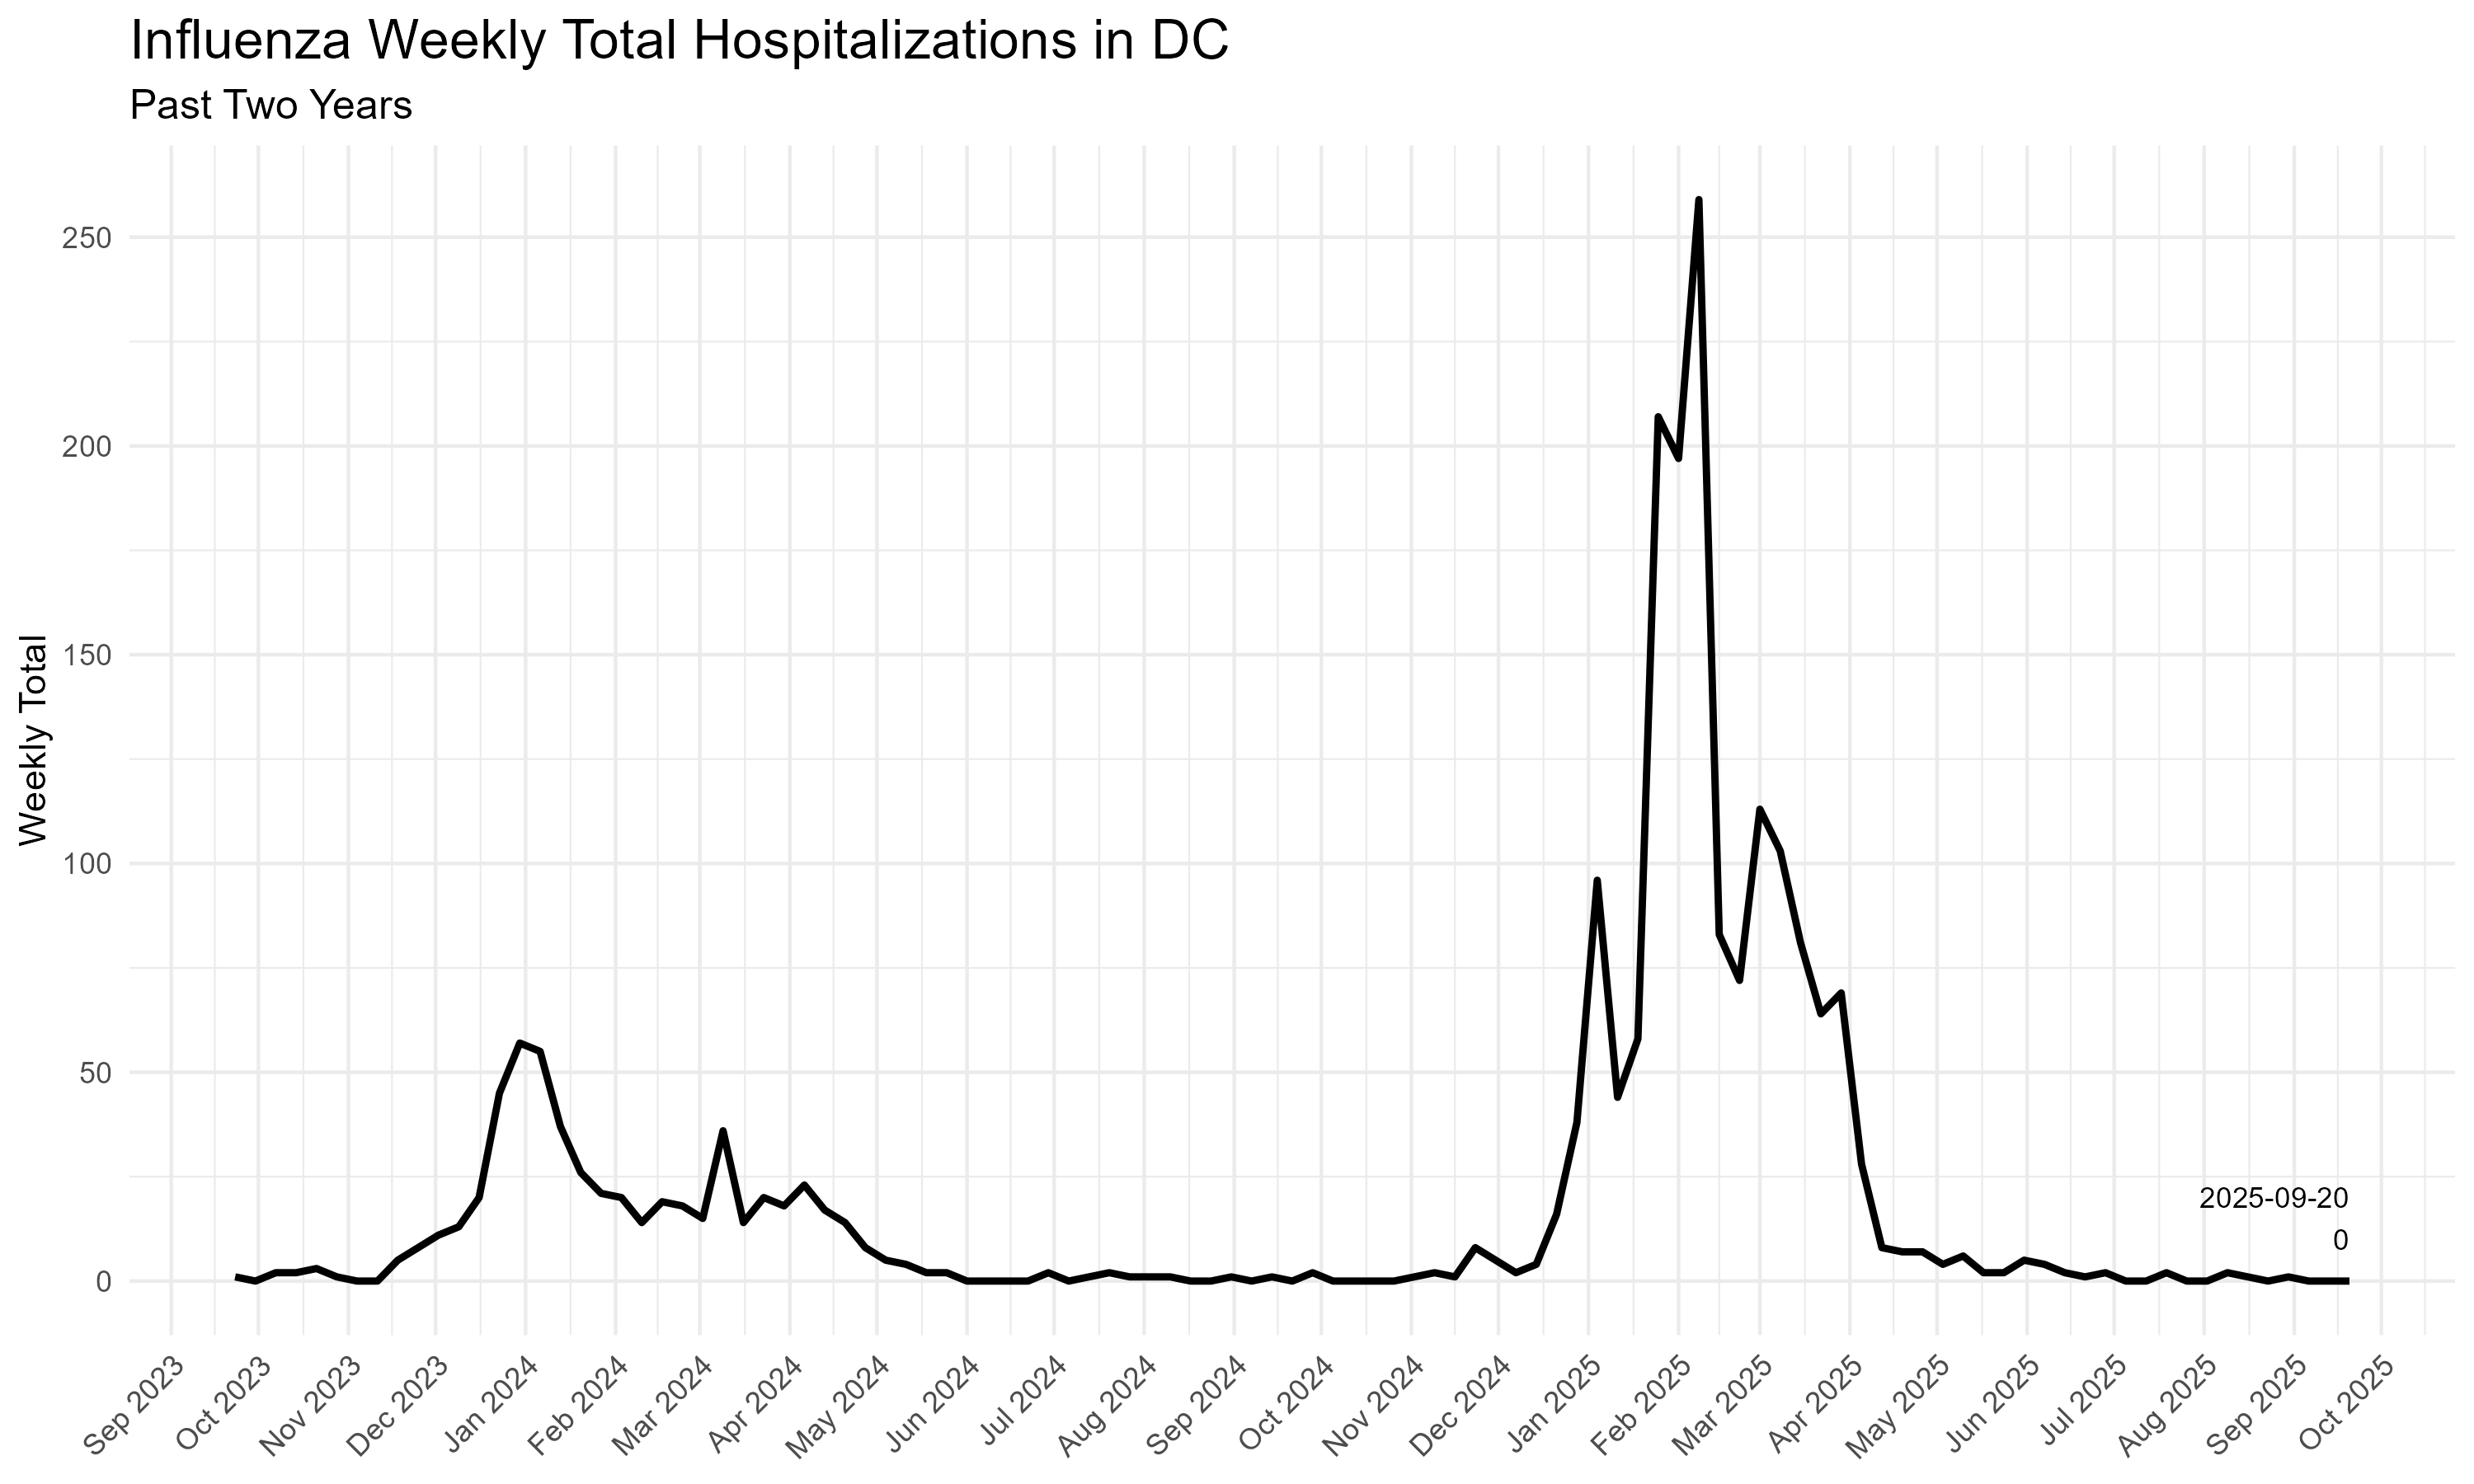 Influenza Weekly Total Hospitalizations in DC
Past Two Years
Weekly Total
250
200
150
100
50
0
2025-09-20
0
Sep 2023
Oct 2023
Nov 2023
Dec 2023
Jan 2024
Feb 2024
Mar 2024
Apr 2024
May 2024
Jun 2024
Jul 2024
Aug 2024
Sep 2024
Oct 2024
Nov 2024
Dec 2024
Jan 2025
Feb 2025
Mar 2025
Apr 2025
May 2025
Jun 2025
Jul 2025
Aug 2025
Sep 2025
Oct 2025